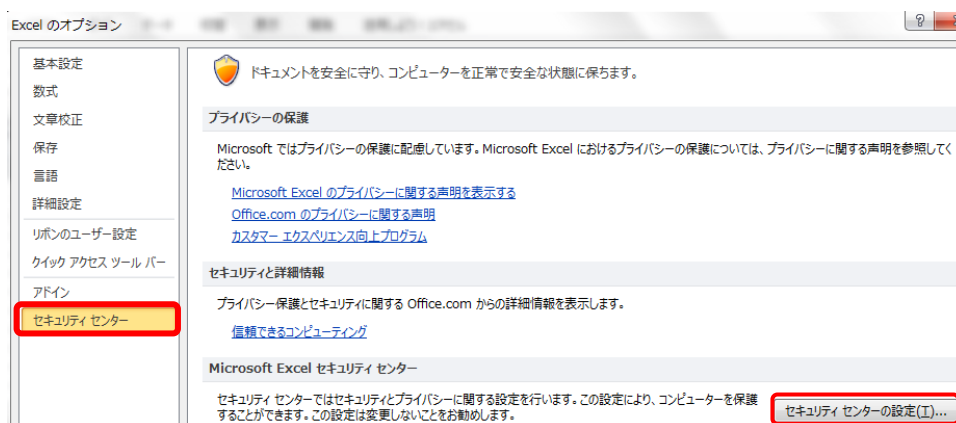 Excel のオプション
基本設定
数式
文章校正
保存
言語
詳細設定
リボンのユーザー設定
クイック アクセス ツール バー
アドイン
セキュリティ センター
ドキュメントを安全に守り、コンピューターを正常で安全な状態に保ちます。
プライバシーの保護
Microsoft ではプライバシーの保護に配慮しています。Microsoft Excel におけるプライバシーの保護については、プライバシーに関する声明を参照してく
ださい。
Microsoft Excel のプライバシーに関する声明を表示する
Office.com のプライバシーに関する声明
カスタマー エクスペリエンス向上プログラム
セキュリティと詳細情報
プライバシー保護とセキュリティに関する Office.com からの詳細情報を表示します。
信頼できるコンピューティング
Microsoft Excel セキュリティ センター
セキュリティ センターではセキュリティとプライバシーに関する設定を行います。この設定により、コンピューターを保護
することができます。この設定は変更しないことをお勧めします。
セキュリティ センターの設定(T)...